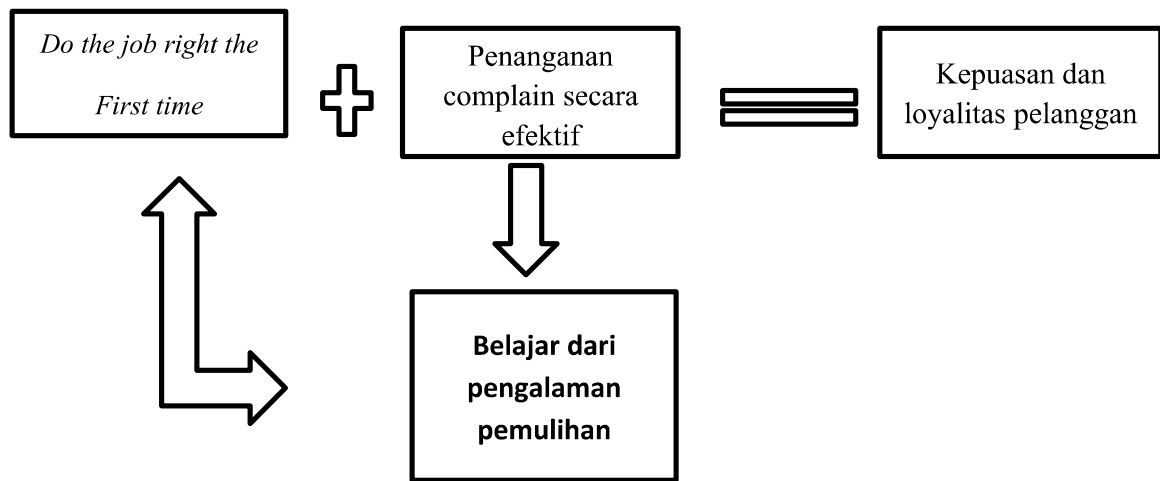 Do the job right the
First time
Penanganan
complain secara
efektif
Kepuasan dan
loyalitas pelanggan
Belajar dari
pengalaman
pemulihan